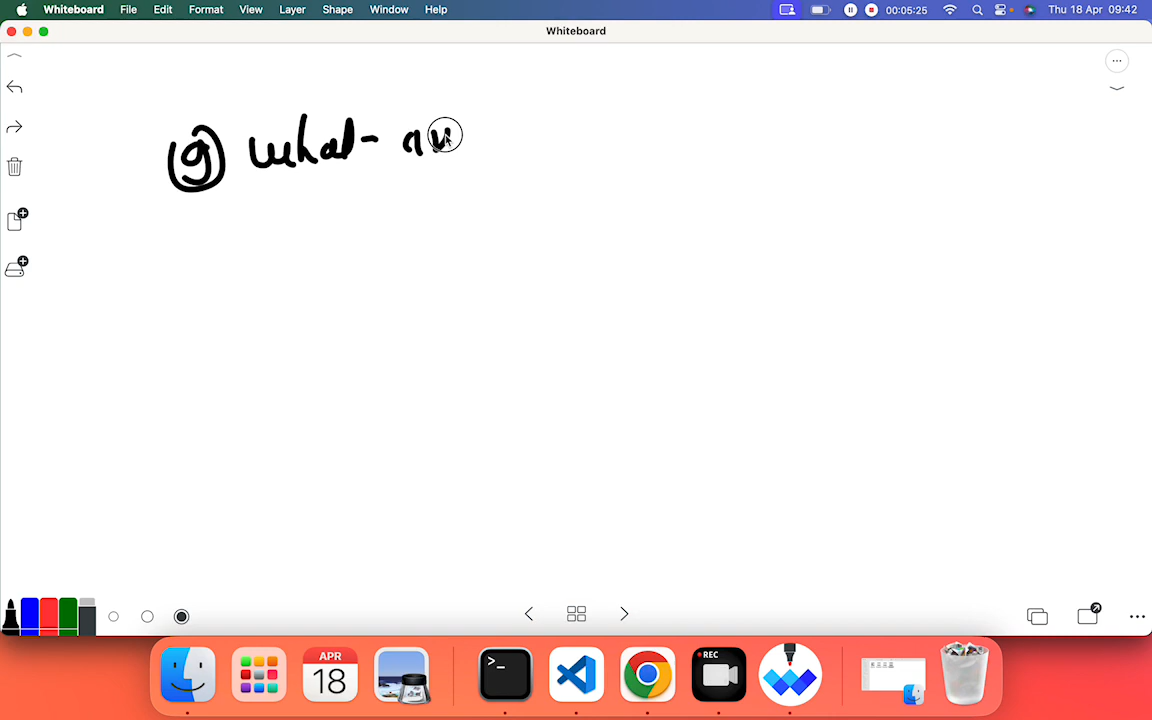 Whiteboard File Edit Format View Layer Shape Window Help 00:05:25 Thu 18 Apr 09:42
Whiteboard
9 what
APR REC
18